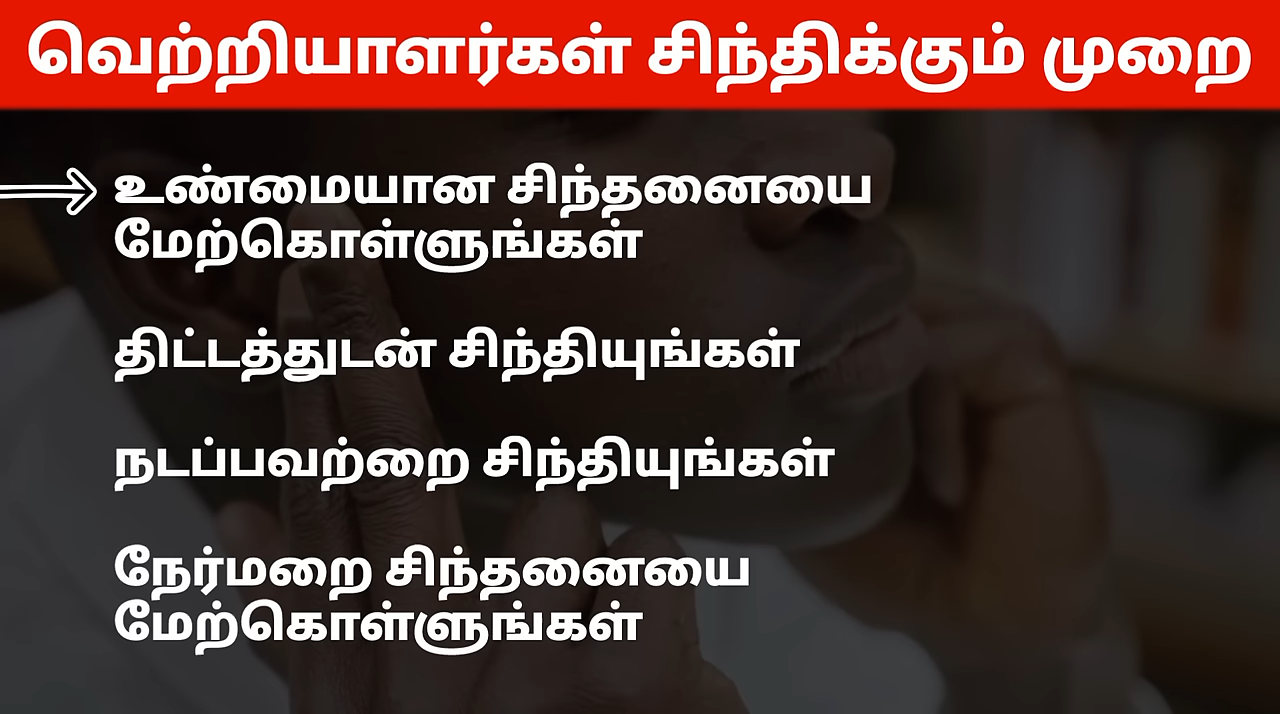 வெற்றியாளர்கள் சிந்திக்கும் முறை
உண்மையான சிந்தனையை
மேற்கொள்ளுங்கள்
திட்டத்துடன் சிந்தியுங்கள்
நடப்பவற்றை சிந்தியுங்கள்
நேர்மறை சிந்தனையை
மேற்கொள்ளுங்கள்